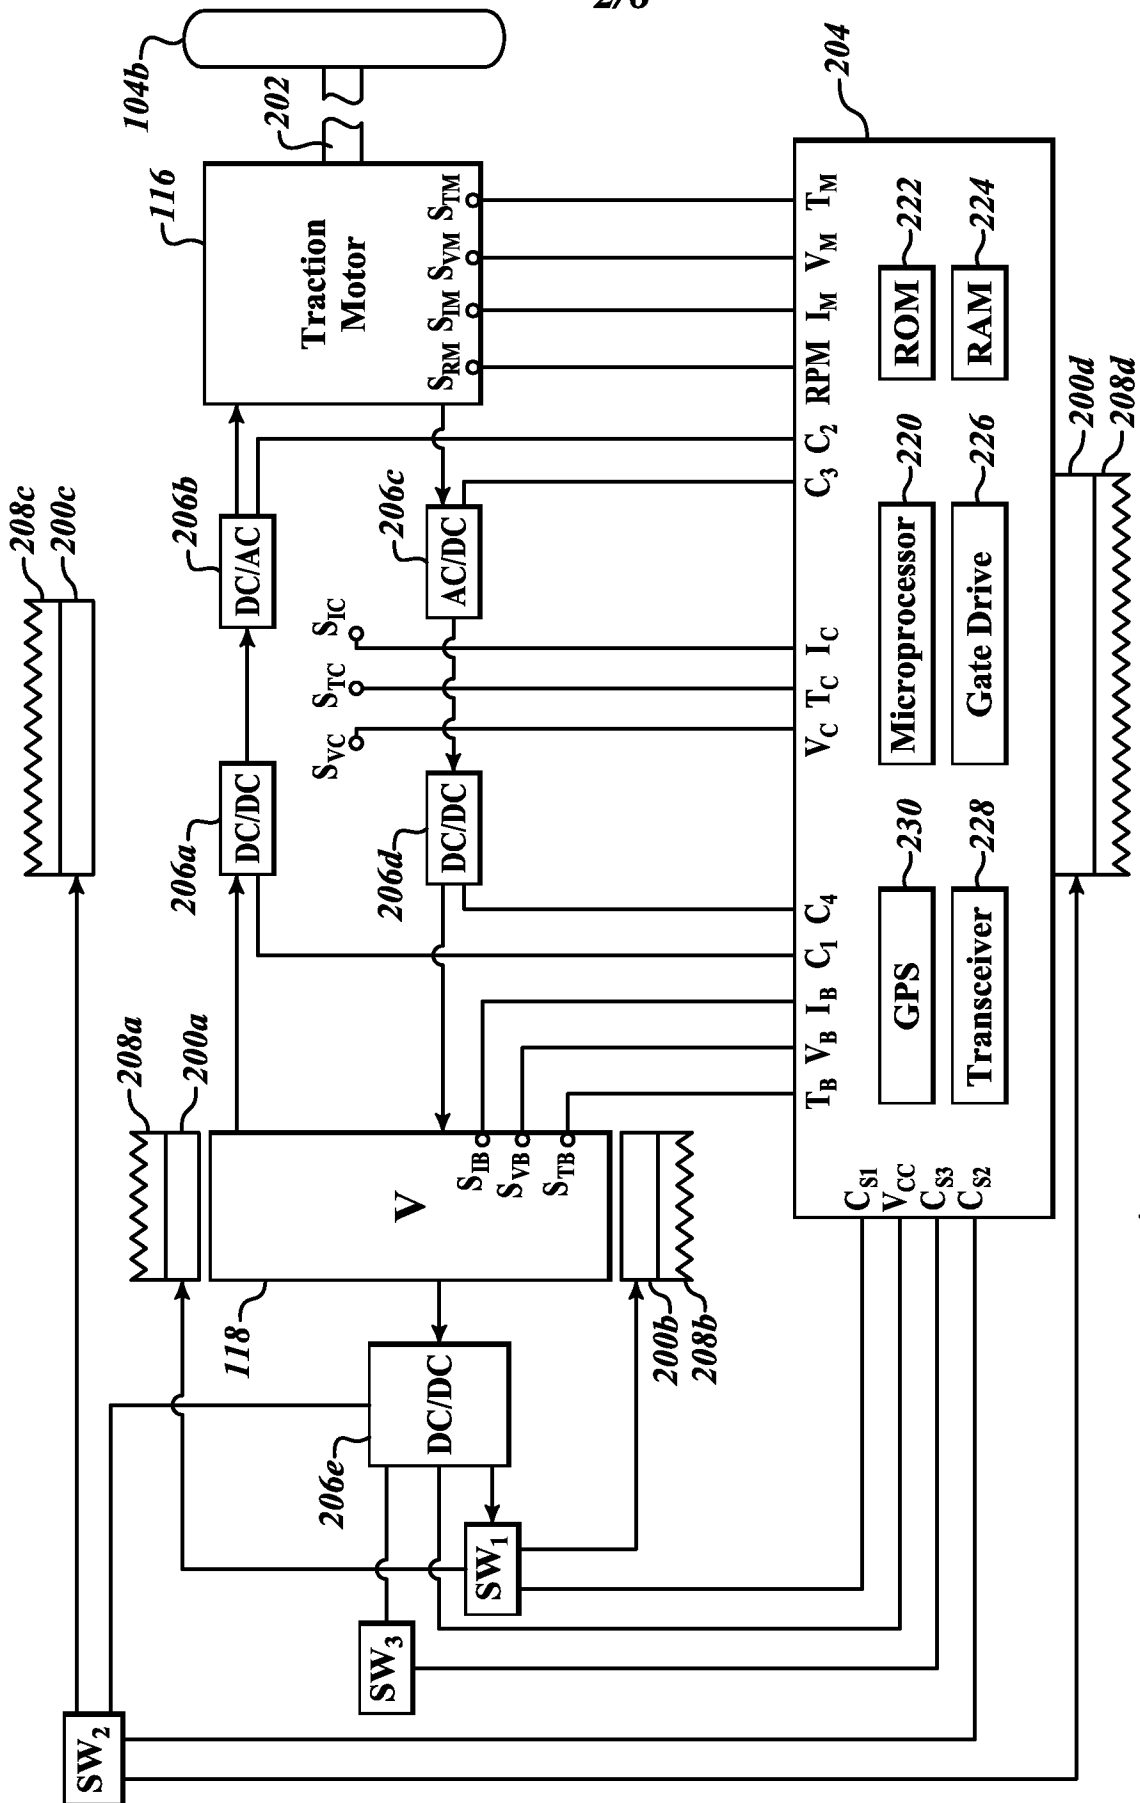 2/8
104b
202
116
Traction
Motor
S_RM
S_IM
S_VM
S_TM
204
208c
200c
206b
DC/AC
206c
AC/DC
S_IC
S_TC
S_VC
206a
DC/DC
206d
DC/DC
208a
200a
V
S_IB
S_VB
S_TB
118
200b
208b
DC/DC
206e
SW_1
SW_3
SW_2
C_S1
V_CC
C_S3
C_S2
T_B
V_B
I_B
C_1
C_4
V_C
T_C
I_C
C_3
C_2
RPM
I_M
V_M
T_M
GPS
230
Microprocessor
220
ROM
222
Transceiver
228
Gate Drive
226
RAM
224
200d
208d